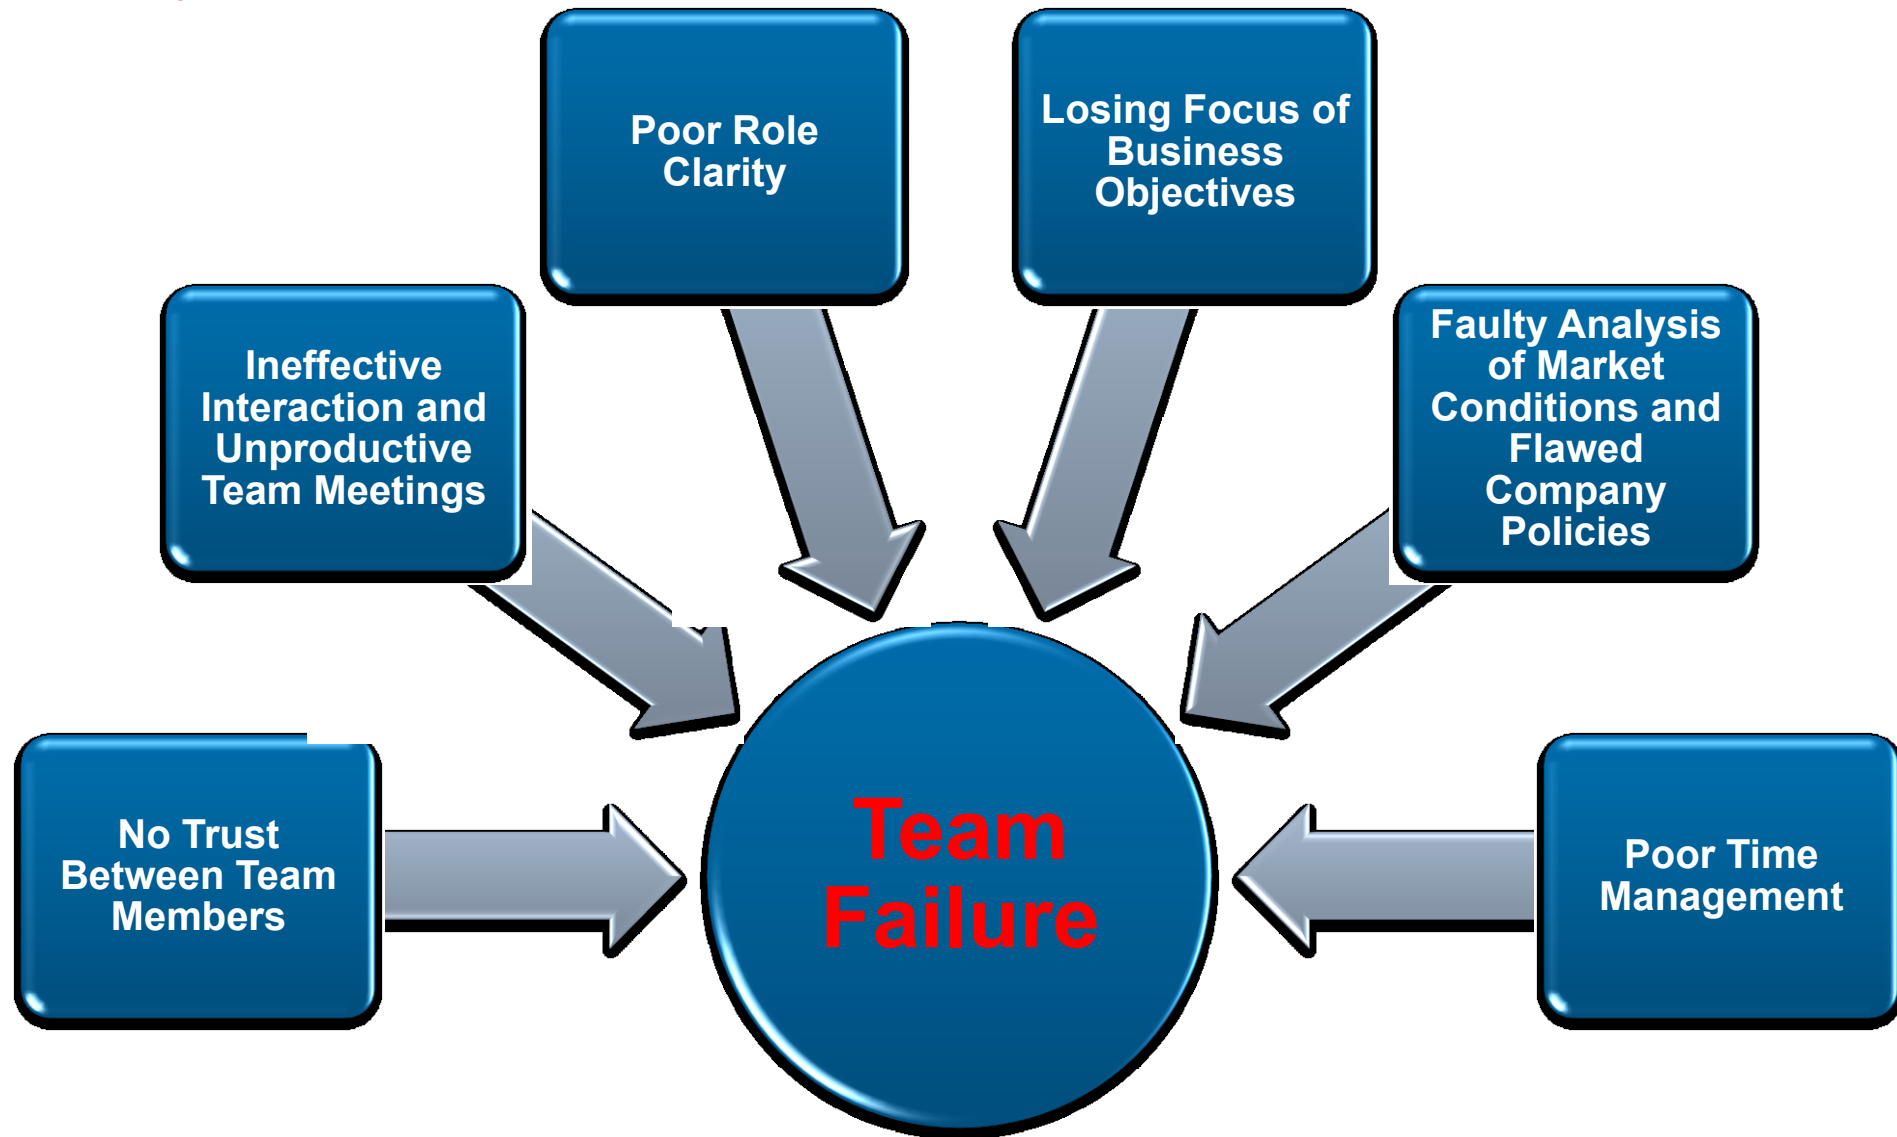 Poor Role
Clarity
Losing Focus of
Business
Objectives
Ineffective
Interaction and
Unproductive
Team Meetings
Faulty Analysis
of Market
Conditions and
Flawed
Company
Policies
No Trust
Between Team
Members
Team
Failure
Poor Time
Management